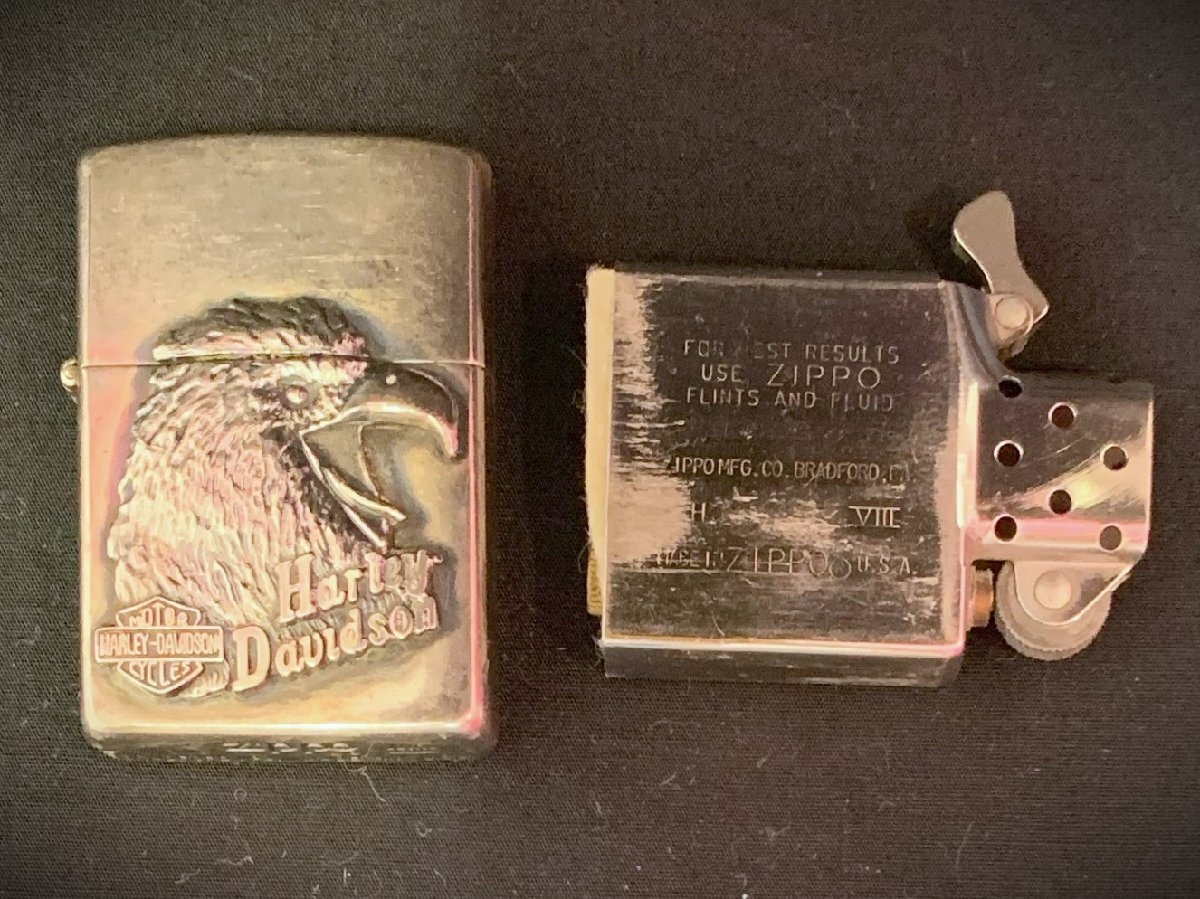 Harley
Davidson
MOTOR
HARLEY-DAVIDSON
CYCLES
FOR BEST RESULTS
USE ZIPPO
FLINTS AND FLUID
IPPO MFG. CO. BRADFORD,
H VIII
ZIPPO U.S.A.